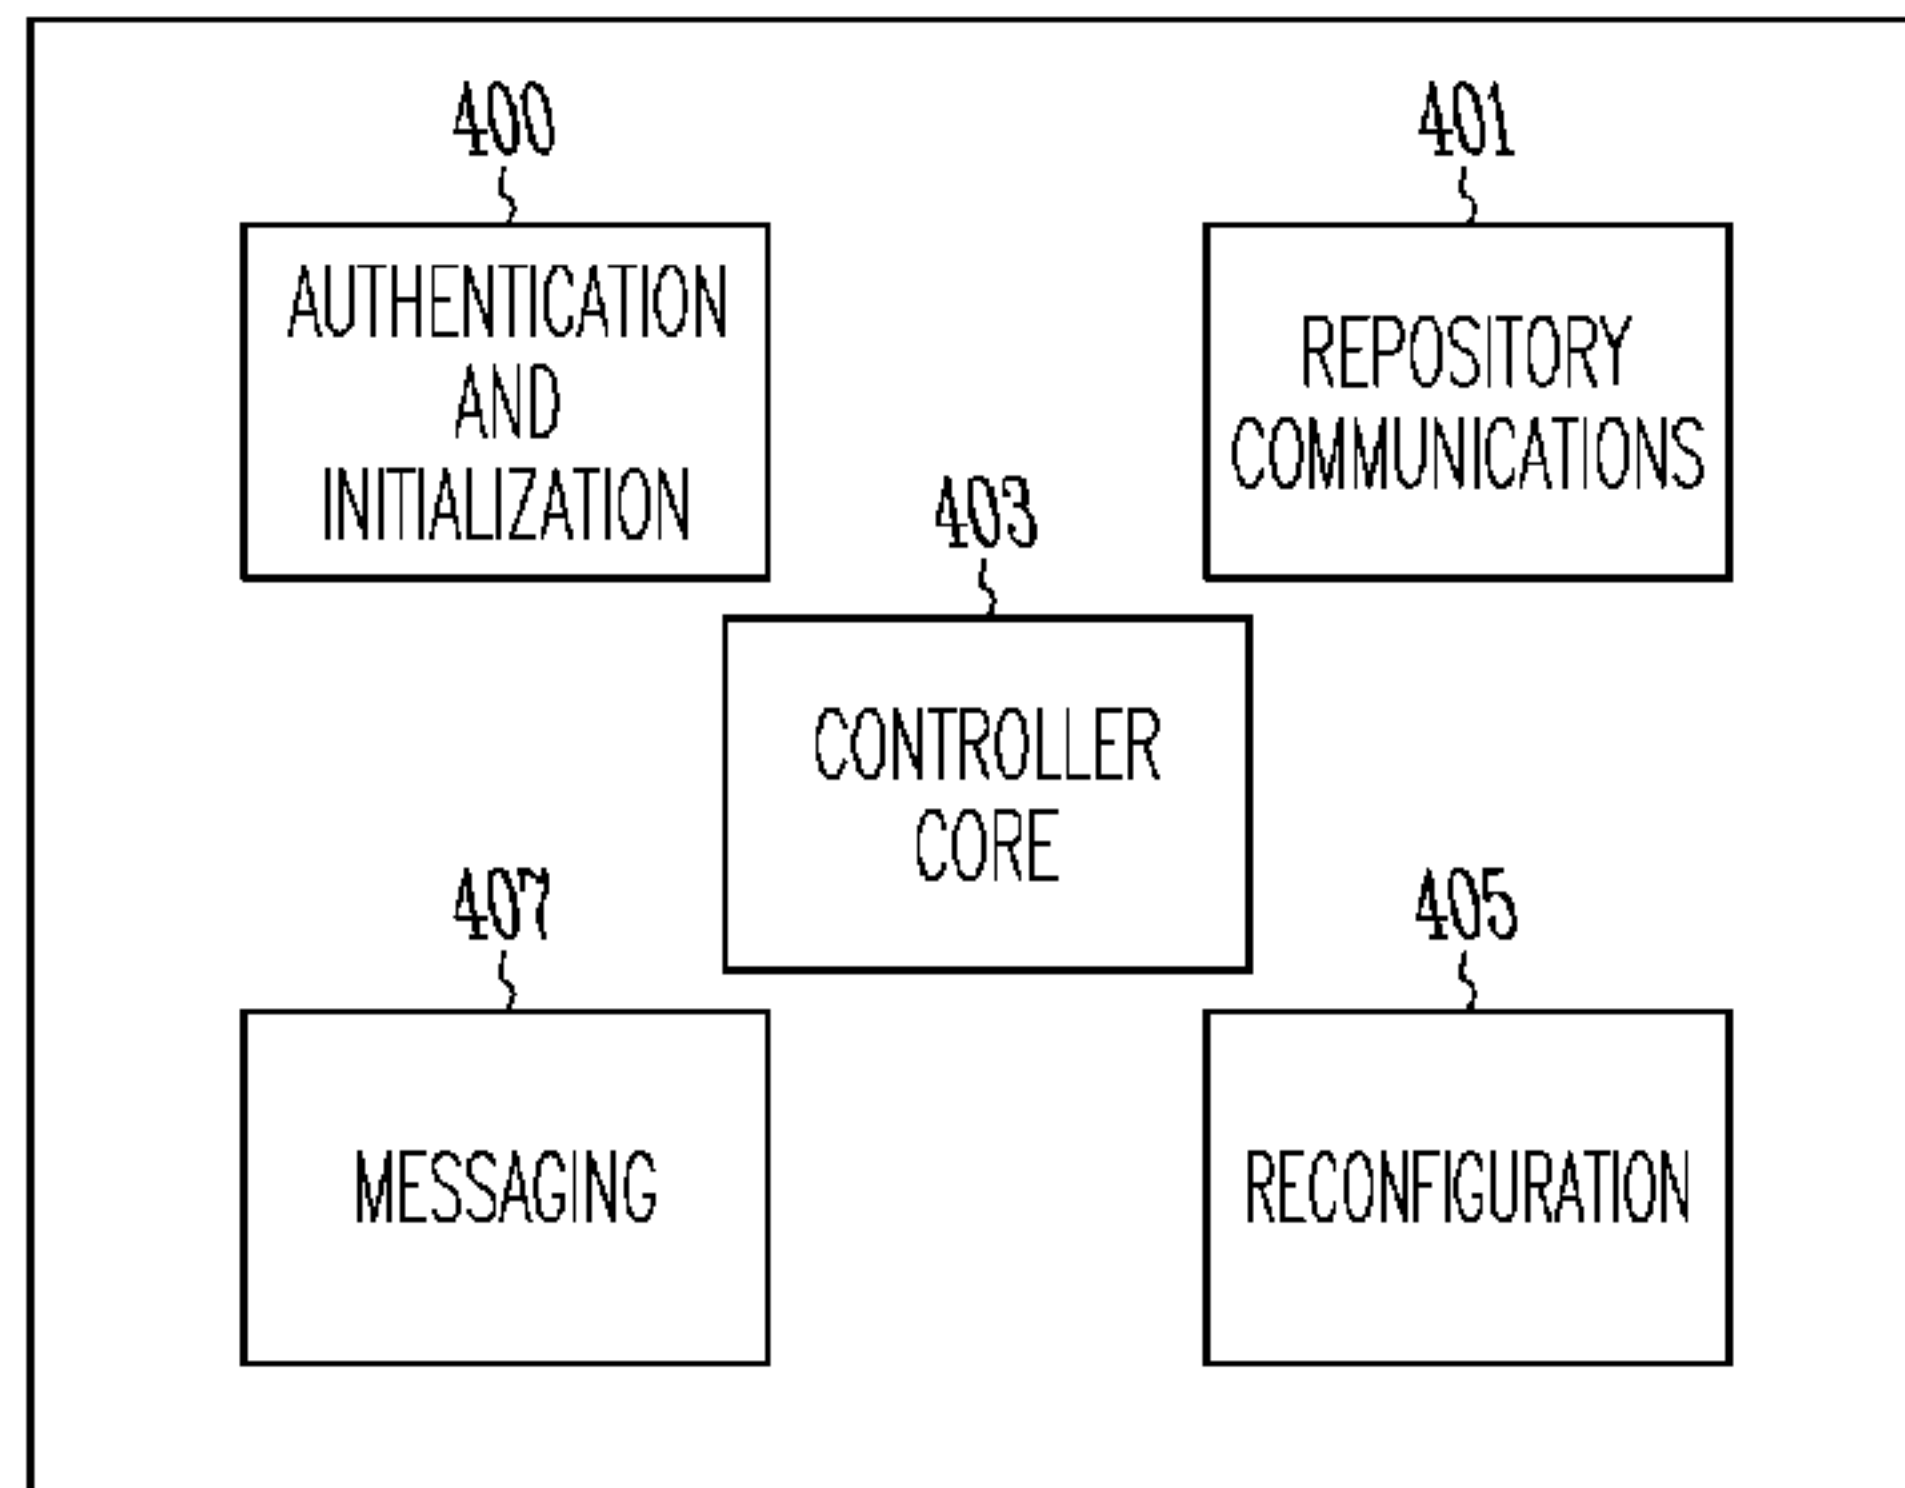 400
AUTHENTICATION
AND
INITIALIZATION
401
REPOSITORY
COMMUNICATIONS
403
CONTROLLER
CORE
407
MESSAGING
405
RECONFIGURATION